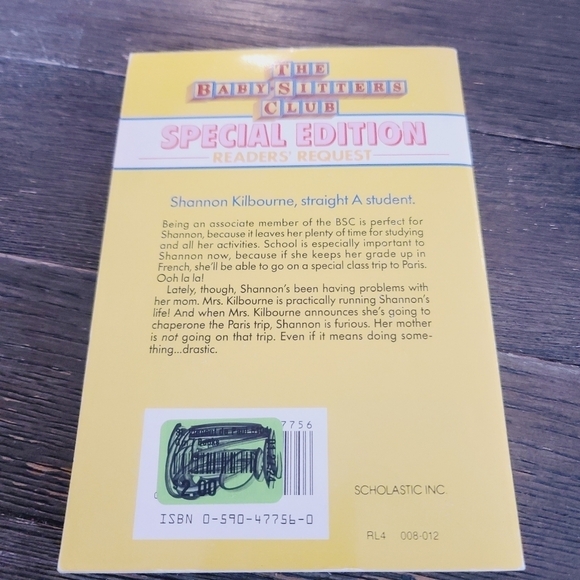 THE
BABY-SITTERS
CLUB
SPECIAL EDITION
READERS' REQUEST
Shannon Kilbourne, straight A student.
Being an associate member of the BSC is perfect for
Shannon, because it leaves her plenty of time for studying
and all her activities. School is especially important to
Shannon now, because if she keeps her grade up in
French, she'll be able to go on a special class trip to Paris.
Ooh la la!
Lately, though, Shannon's been having problems with
her mom. Mrs. Kilbourne is practically running Shannon's
life! And when Mrs. Kilbourne announces she's going to
chaperone the Paris trip, Shannon is furious. Her mother
is not going on that trip. Even if it means doing some-
thing...drastic.
7756
ISBN 0-590-47756-0
SCHOLASTIC INC
RL4 008-012